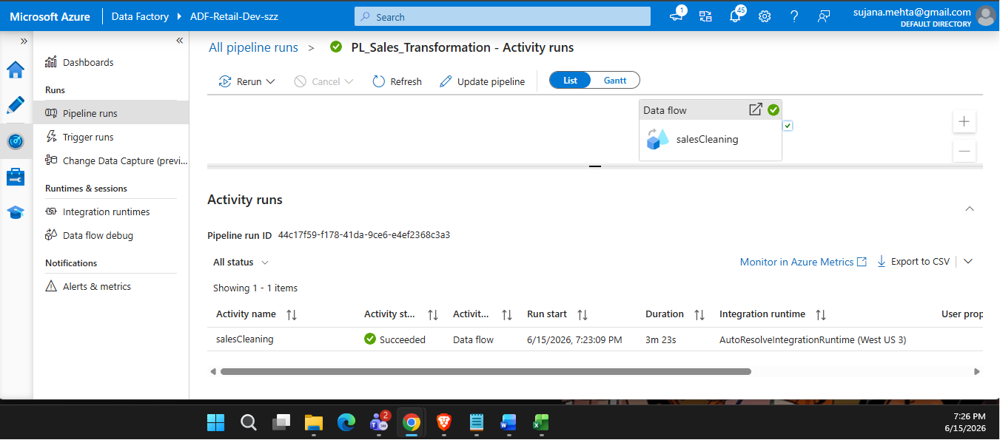 Microsoft Azure
Data Factory
ADF-Retail-Dev-szz
Search
1
45
sujana.mehta@gmail.com
DEFAULT DIRECTORY
Dashboards
Runs
Pipeline runs
Trigger runs
Change Data Capture (previ...
Runtimes & sessions
Integration runtimes
Data flow debug
Notifications
Alerts & metrics
All pipeline runs > PL_Sales_Transformation - Activity runs
Rerun Cancel Refresh Update pipeline List Gantt
Data flow
salesCleaning
Activity runs
Pipeline run ID 44c17f59-f178-41da-9ce6-e4ef2368c3a3
All status
Monitor in Azure Metrics Export to CSV
Showing 1 - 1 items
Activity name Activity st... Activit... Run start Duration Integration runtime User prop
salesCleaning Succeeded Data flow 6/15/2026, 7:23:09 PM 3m 23s AutoResolveIntegrationRuntime (West US 3)
2
7:26 PM
6/15/2026